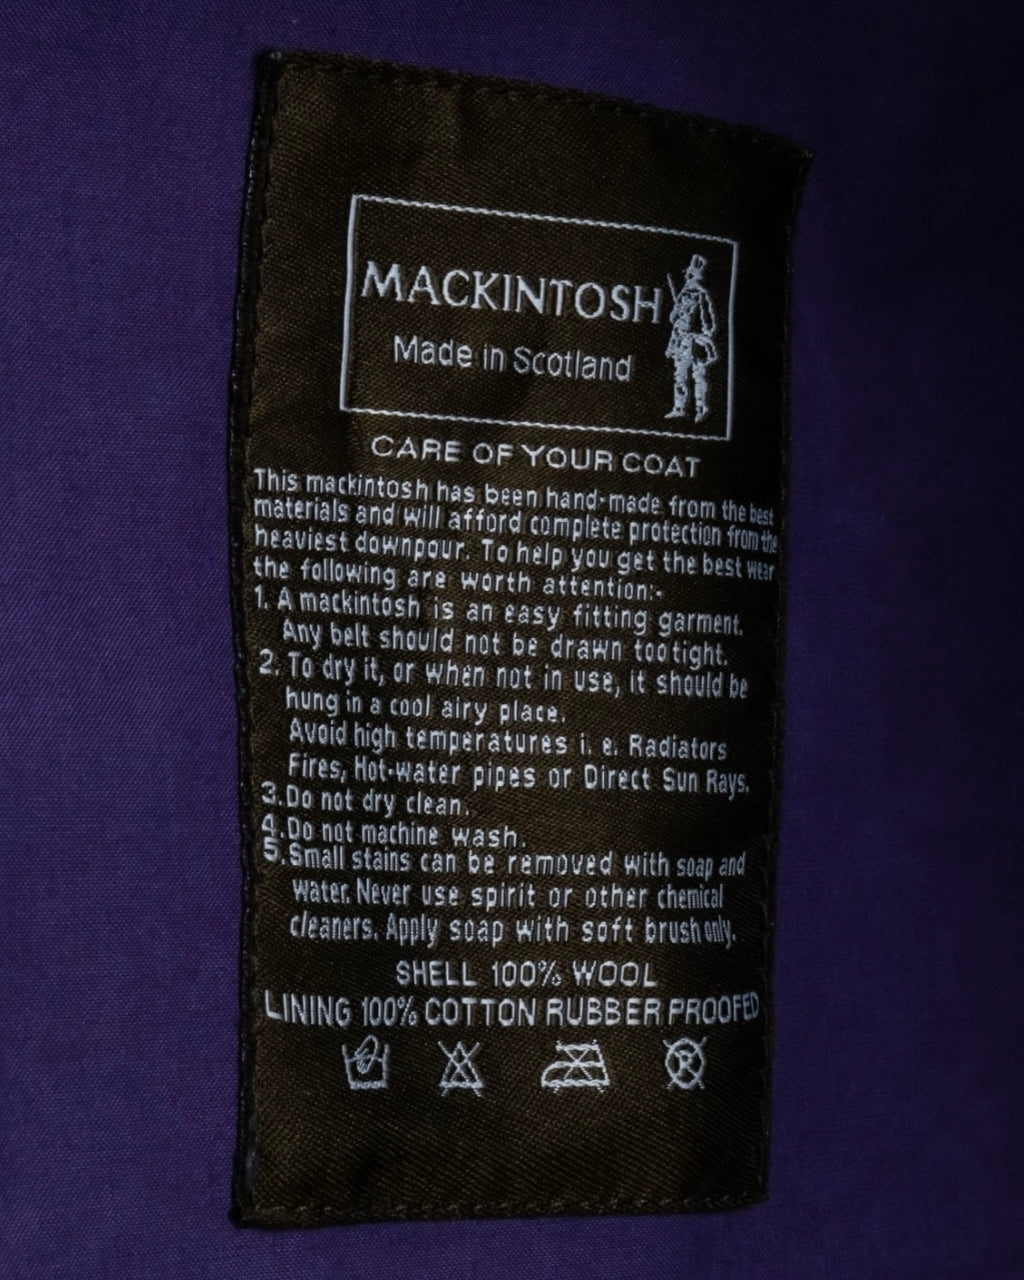 MACKINTOSH
Made in Scotland
CARE OF YOUR COAT
This mackintosh has been hand-made from the best
materials and will afford complete protection from the
heaviest downpour. To help you get the best wear
the following are worth attention:-
1. A mackintosh is an easy fitting garment.
Any belt should not be drawn too tight.
2. To dry it, or when not in use, it should be
hung in a cool airy place.
Avoid high temperatures i. e. Radiators
Fires, Hot-water pipes or Direct Sun Rays.
3. Do not dry clean.
4. Do not machine wash.
5. Small stains can be removed with soap and
water. Never use spirit or other chemical
cleaners. Apply soap with soft brush only.
SHELL 100% WOOL
LINING 100% COTTON RUBBER PROOFED
R